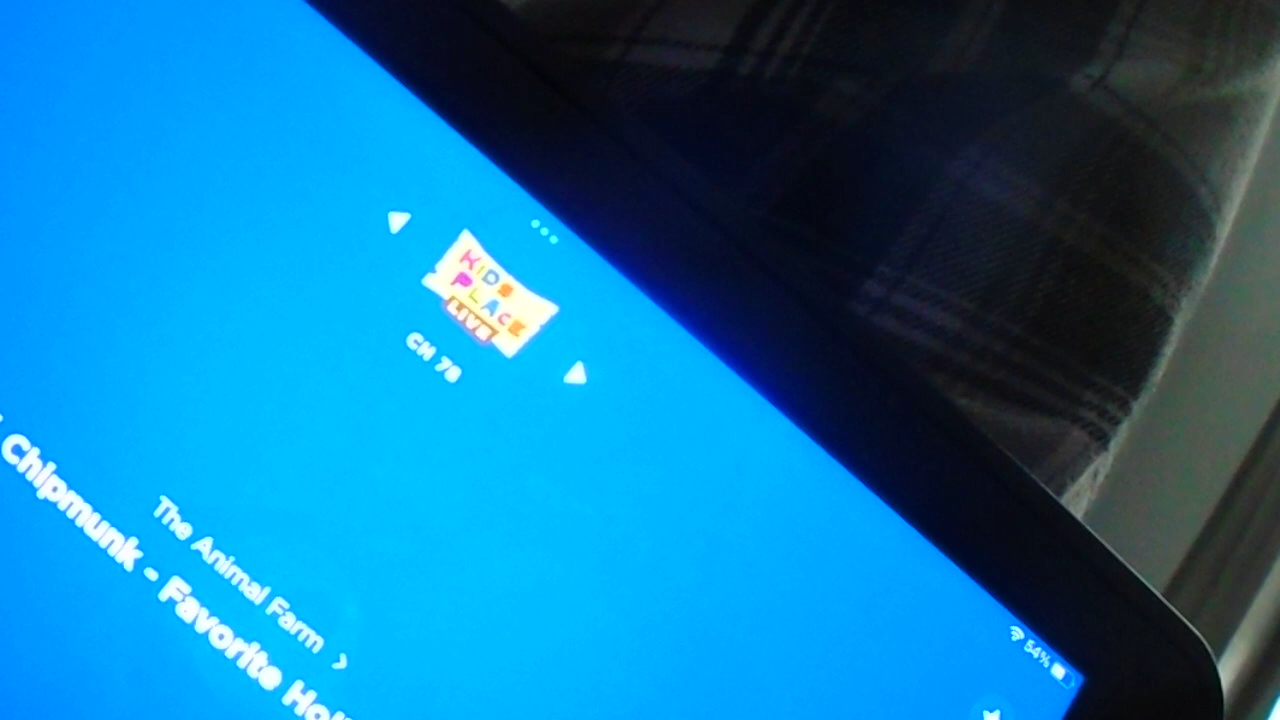 54%
KIDS
PLACE
LIVE
CH 78
The Animal Farm
Chipmunk - Favorite